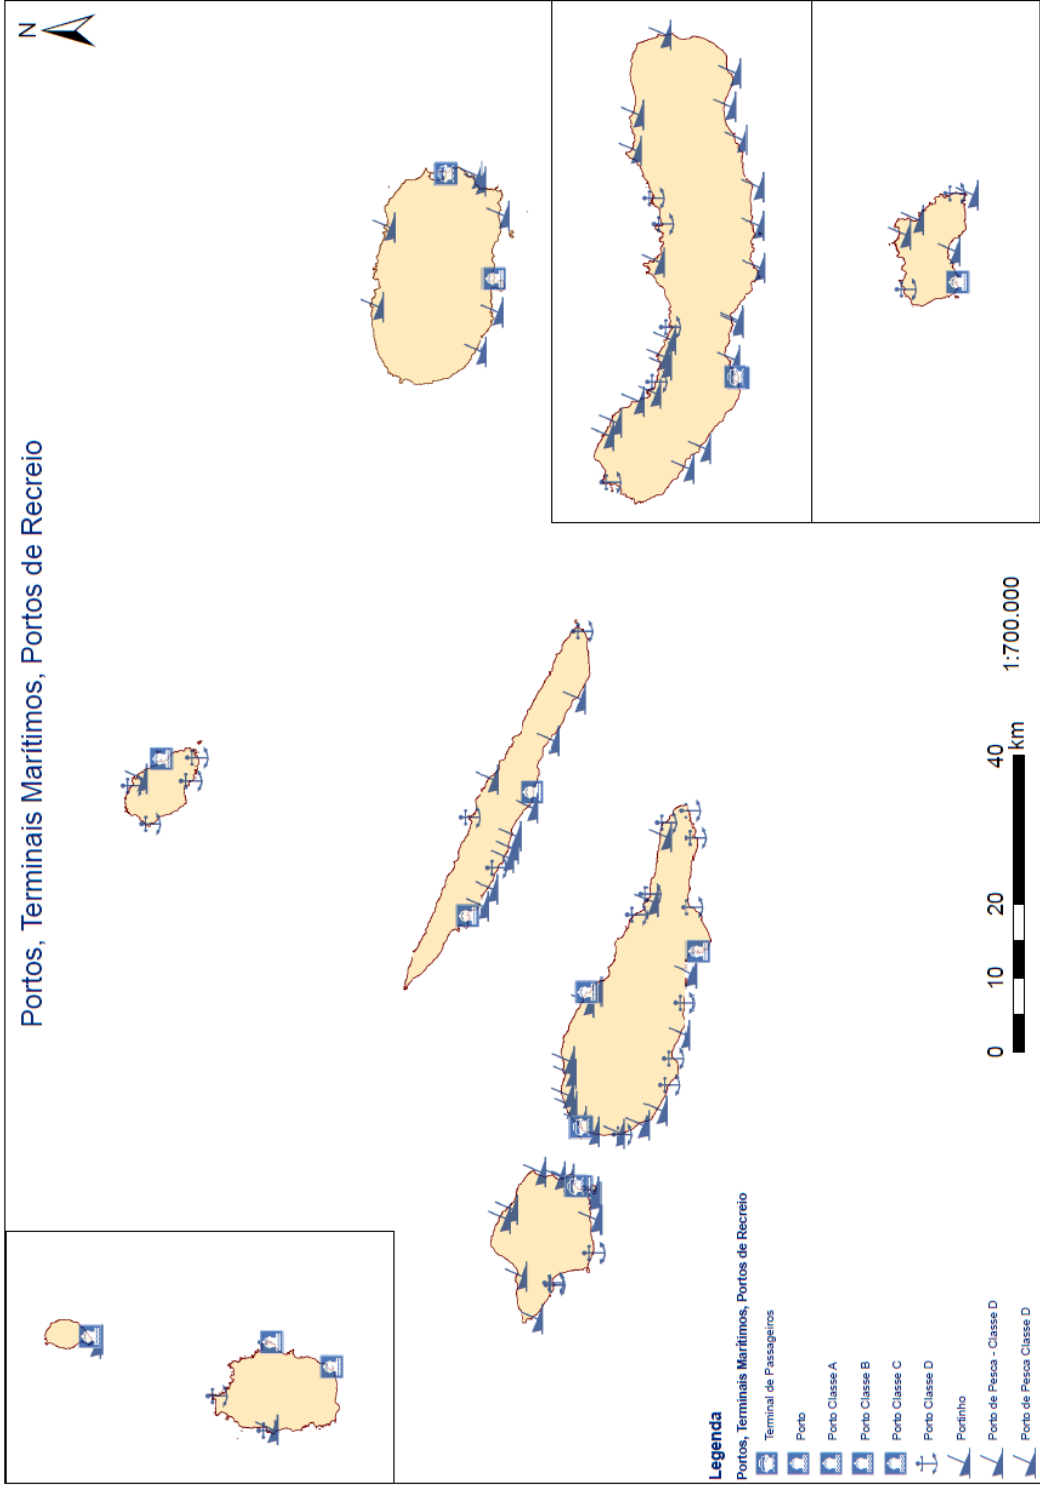 Portos, Terminais Marítimos, Portos de Recreio
N
Legenda
Portos, Terminais Marítimos, Portos de Recreio
Terminal de Passageiros
Porto
Porto Classe A
Porto Classe B
Porto Classe C
Porto Classe D
Portinho
Porto de Pesca - Classe D
Porto de Pesca Classe D
0 10 20 40
km
1:700.000